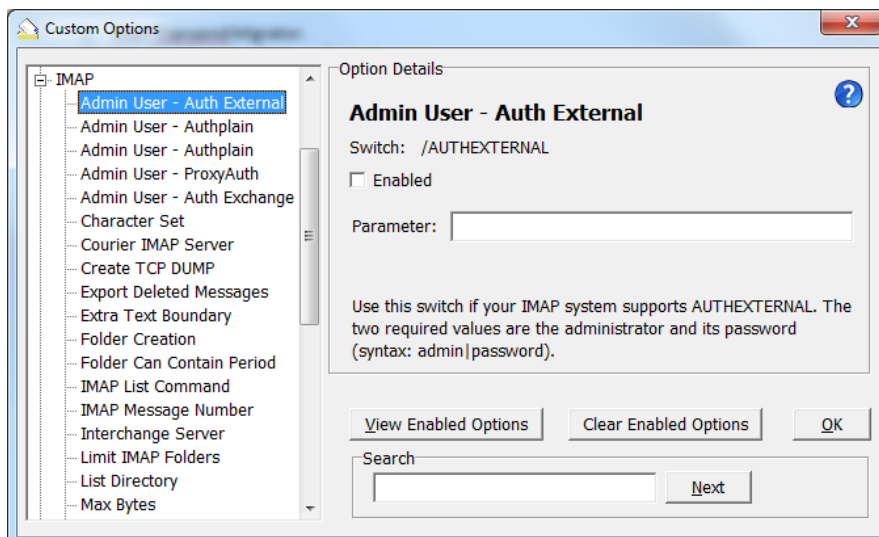 Custom Options
IMAP
Admin User - Auth External
Admin User - Authplain
Admin User - Authplain
Admin User - ProxyAuth
Admin User - Auth Exchange
Character Set
Courier IMAP Server
Create TCP DUMP
Export Deleted Messages
Extra Text Boundary
Folder Creation
Folder Can Contain Period
IMAP List Command
IMAP Message Number
Interchange Server
Limit IMAP Folders
List Directory
Max Bytes
Option Details
Admin User - Auth External
Switch: /AUTHEXTERNAL
Enabled
Parameter:
Use this switch if your IMAP system supports AUTHEXTERNAL. The
two required values are the administrator and its password
(syntax: admin|password).
View Enabled Options
Clear Enabled Options
OK
Search
Next